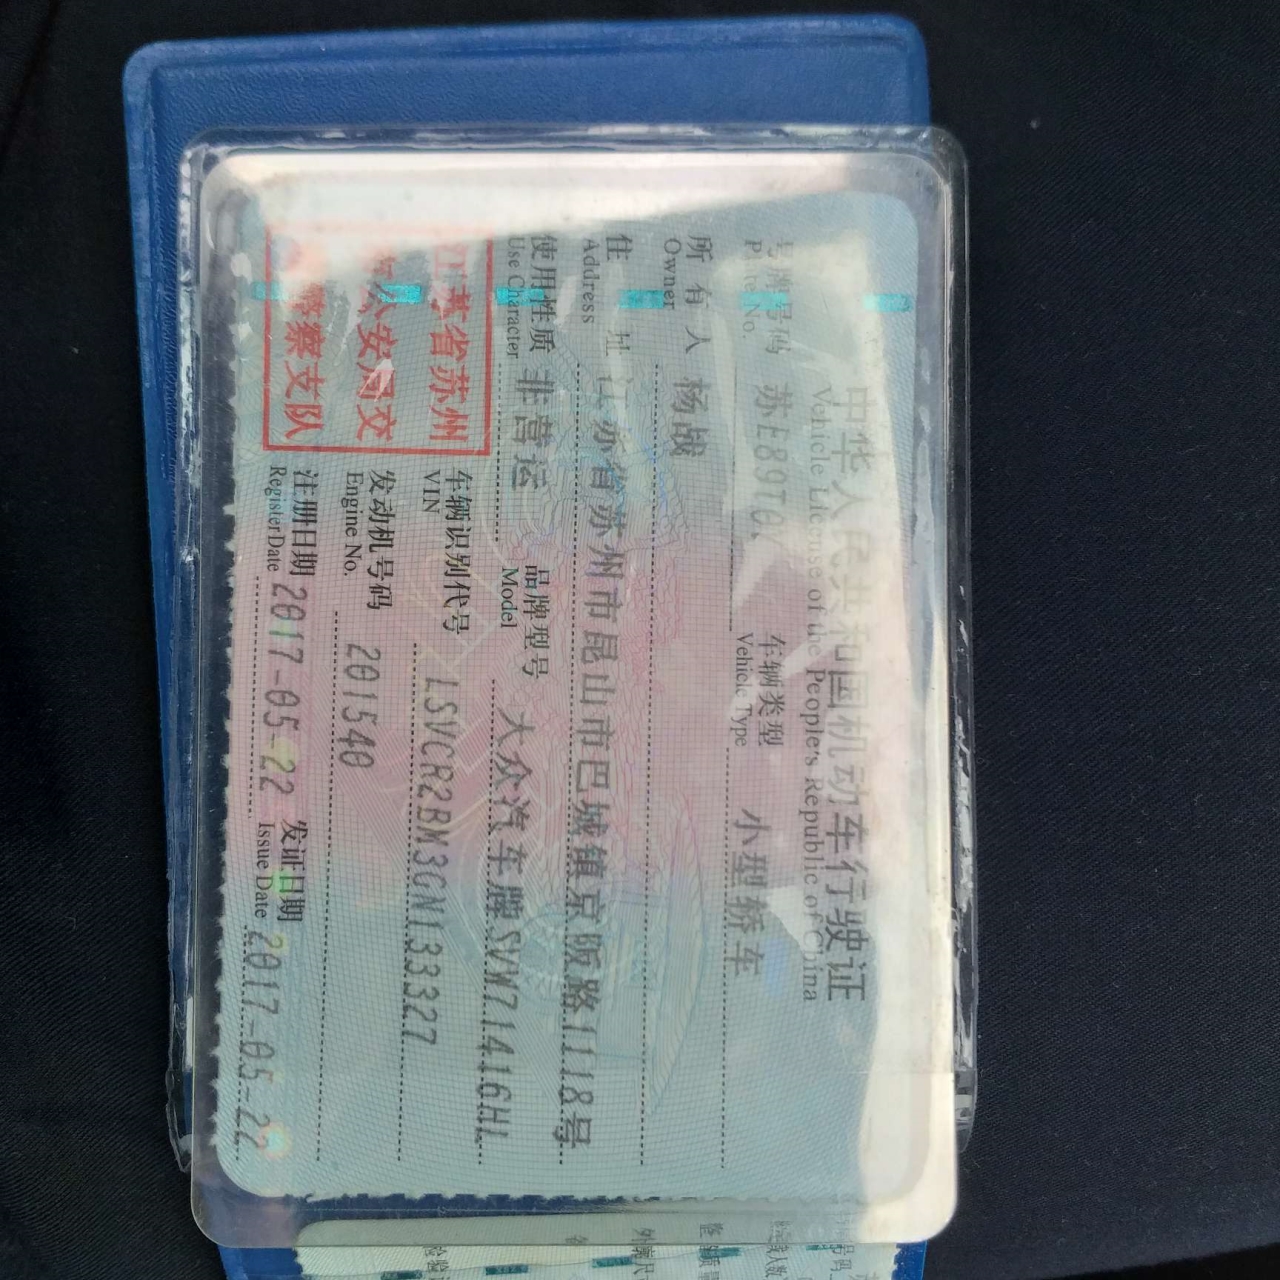 中华人民共和国机动车行驶证
Vehicle License of the People's Republic of China
号牌号码 车辆类型 小型轿车
Plate No. Vehicle Type
所有人 杨战
Owner
住址 江苏省苏州市昆山市巴城镇京阪路1118号
Address
使用性质 非营运 品牌型号 大众汽车牌SVW71416HL
Use Character Model
江苏省苏州
市公安局交
警察支队
车辆识别代号 LSVCR2BM3GN133327
VIN
发动机号码 201540
Engine No.
注册日期 2017-05-22 发证日期 2017-05-22
Register Date Issue Date